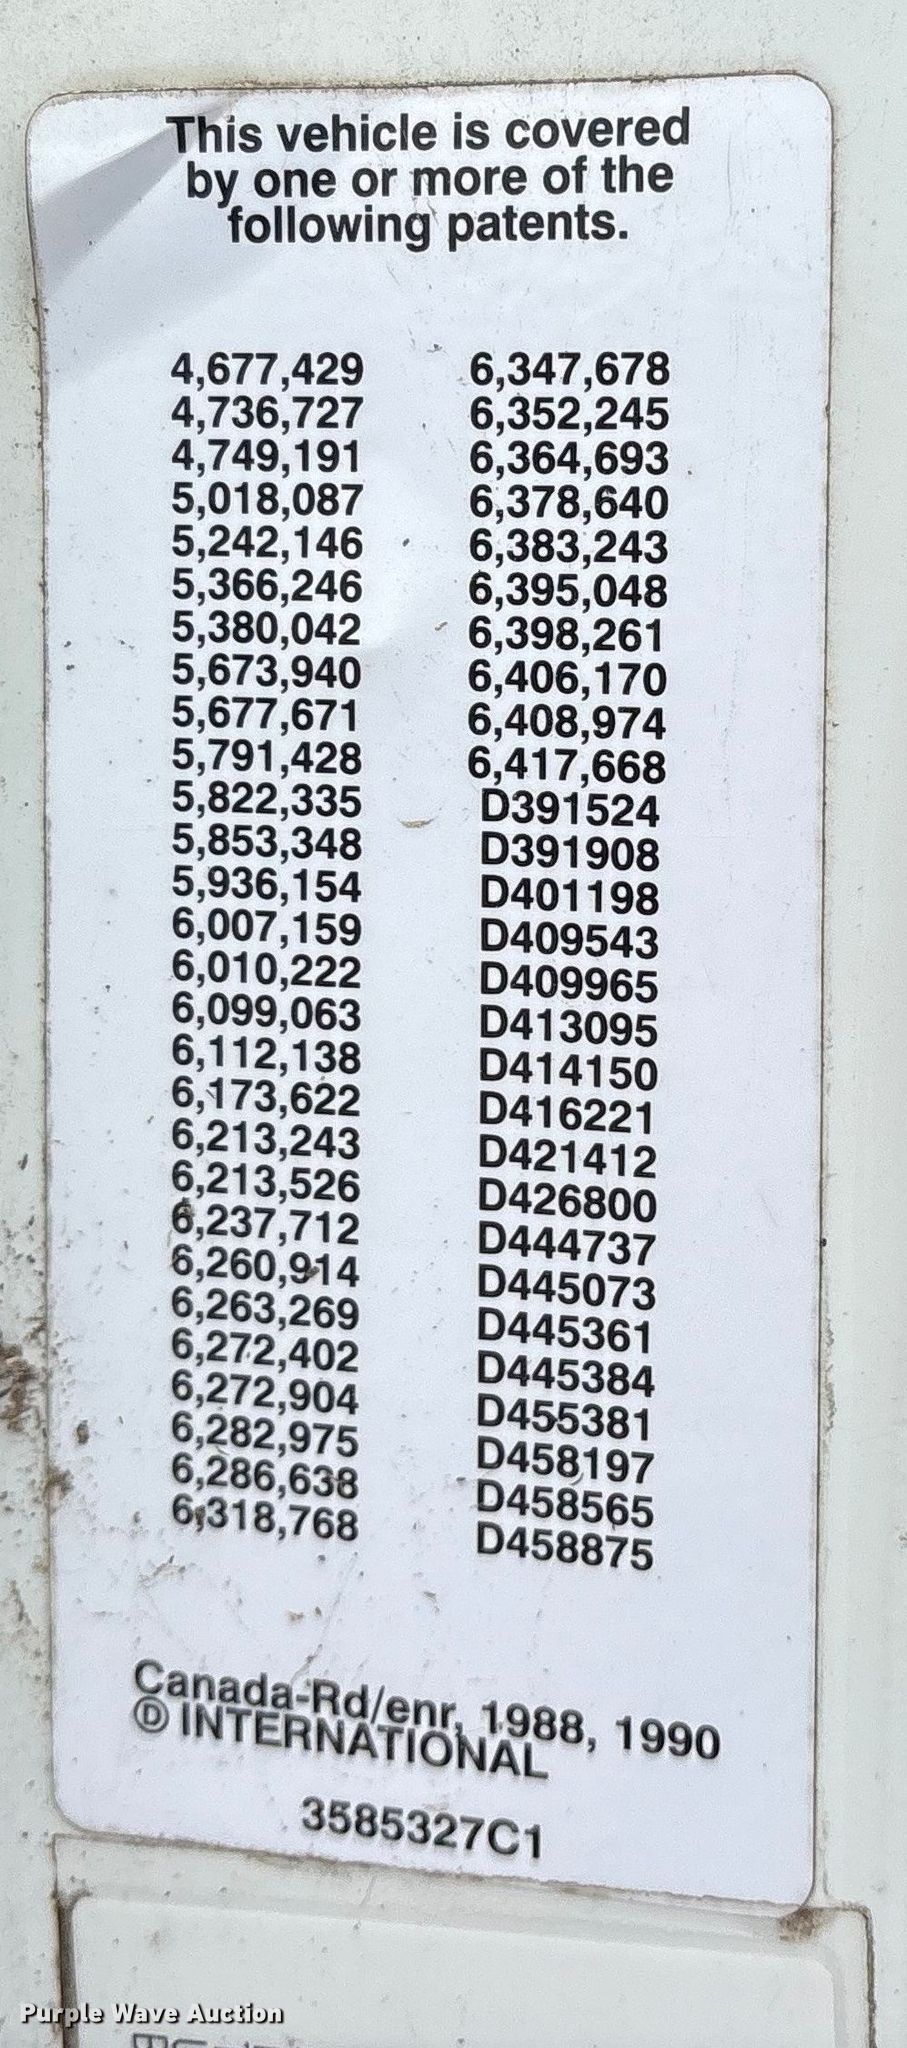 This vehicle is covered
by one or more of the
following patents.
4,677,429
4,736,727
4,749,191
5,018,087
5,242,146
5,366,246
5,380,042
5,673,940
5,677,671
5,791,428
5,822,335
5,853,348
5,936,154
6,007,159
6,010,222
6,099,063
6,112,138
6,173,622
6,213,243
6,213,526
6,237,712
6,260,914
6,263,269
6,272,402
6,272,904
6,282,975
6,286,638
6,318,768
6,347,678
6,352,245
6,364,693
6,378,640
6,383,243
6,395,048
6,398,261
6,406,170
6,408,974
6,417,668
D391524
D391908
D401198
D409543
D409965
D413095
D414150
D416221
D421412
D426800
D444737
D445073
D445361
D445384
D455381
D458197
D458565
D458875
Canada-Rd/enr, 1988, 1990
Ⓓ INTERNATIONAL
3585327C1
Purple Wave Auction